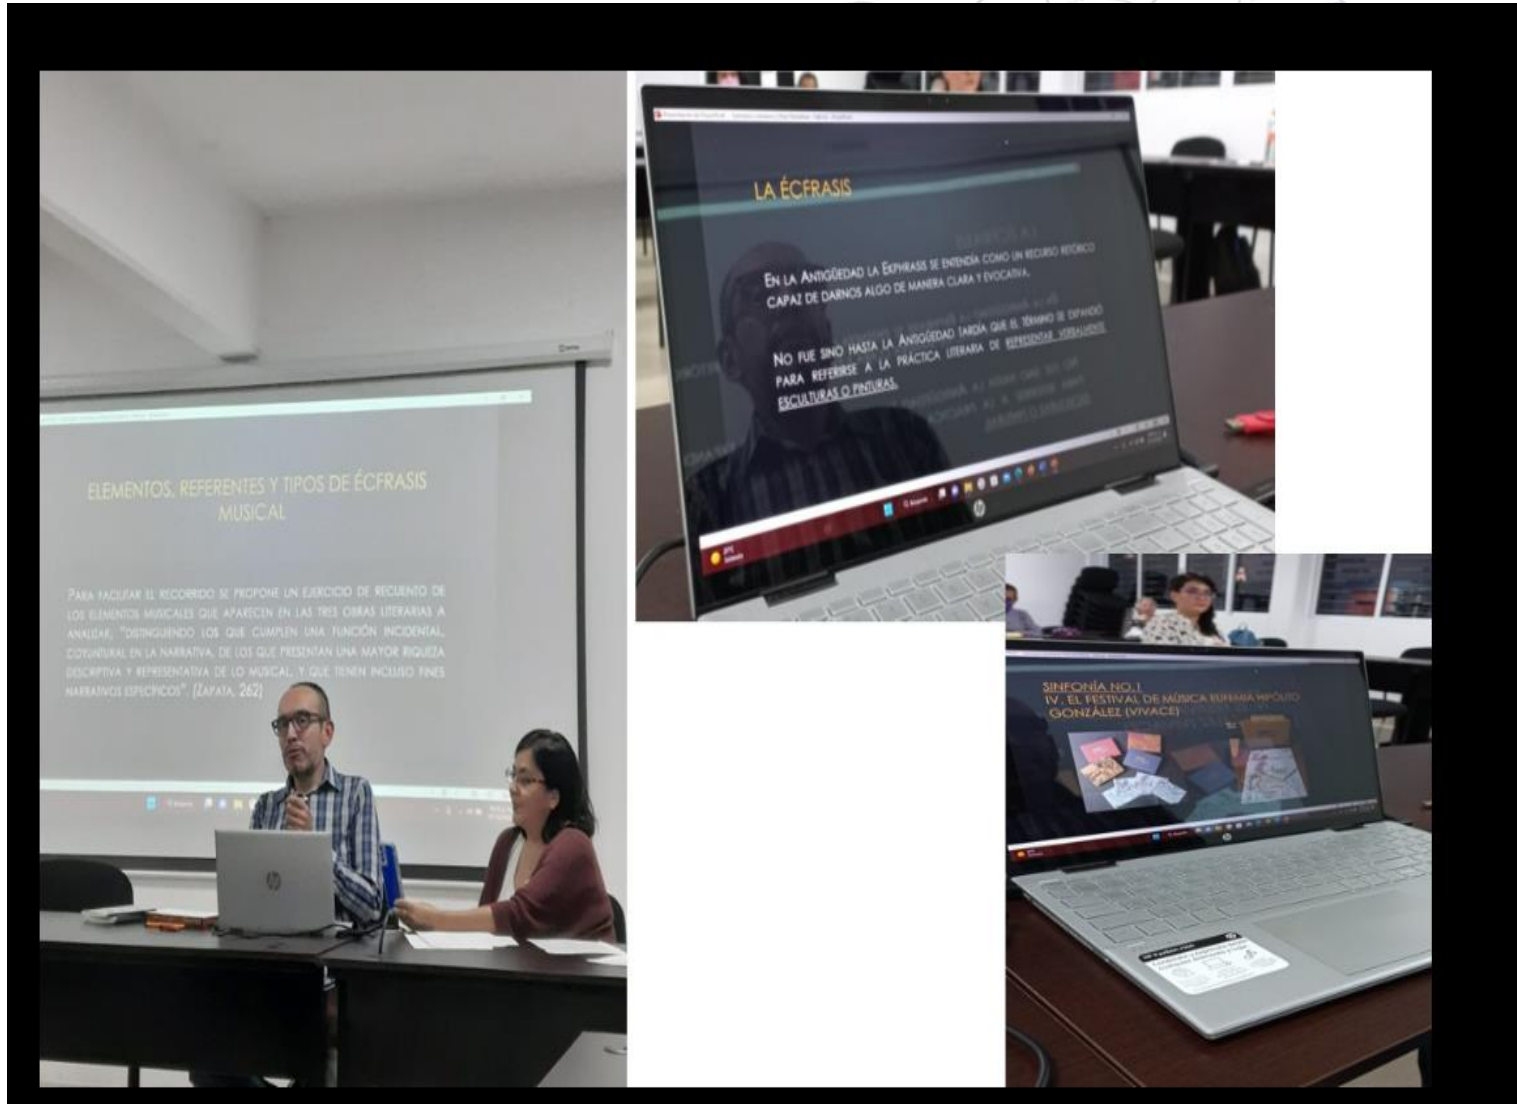 ELEMENTOS, REFERENTES Y TIPOS DE ÉCFRASIS
MUSICAL
PARA FACILITAR EL RECORRIDO SE PROPONE UN EJERCICIO DE RECUENTO DE
LOS ELEMENTOS MUSICALES QUE APARECEN EN LAS TRES OBRAS LITERARIAS A
ANALIZAR, "DISTINGUIENDO LOS QUE CUMPLEN UNA FUNCIÓN INCIDENTAL,
COYUNTURAL EN LA NARRATIVA, DE LOS QUE PRESENTAN UNA MAYOR RIQUEZA
DESCRIPTIVA Y REPRESENTATIVA DE LO MUSICAL, Y QUE TIENEN INCLUSO FINES
NARRATIVOS ESPECÍFICOS". (ZAPATA, 262)
hp
LA ÉCFRASIS
EN LA ANTIGÜEDAD LA EKPHRASIS SE ENTENDÍA COMO UN RECURSO RETÓRICO
CAPAZ DE DARNOS ALGO DE MANERA CLARA Y EVOCATIVA.
NO FUE SINO HASTA LA ANTIGÜEDAD TARDÍA QUE EL TÉRMINO SE EXPANDIÓ
PARA REFERIRSE A LA PRÁCTICA LITERARIA DE REPRESENTAR VERBALMENTE
ESCULTURAS O PINTURAS.
hp
SINFONÍA NO.1
IV. EL FESTIVAL DE MÚSICA EUFEMIA HIPÓLITO
GONZÁLEZ (VIVACE)
hp